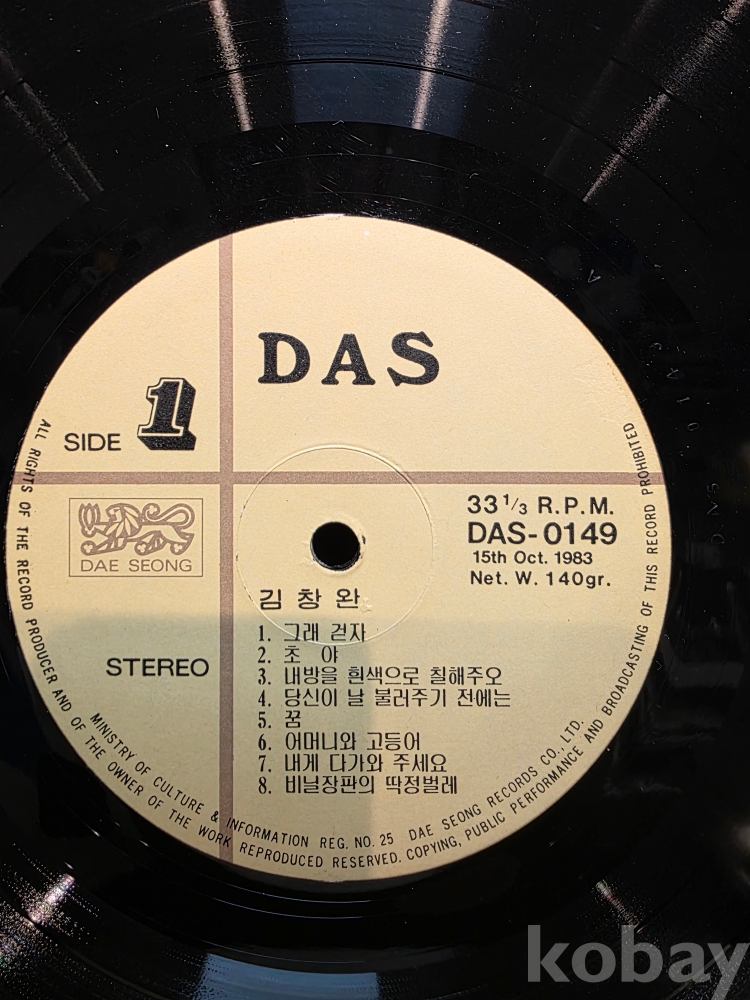 DAS
SIDE 1
DAE SEONG
STEREO
33 1/3 R.P.M.
DAS-0149
15th Oct. 1983
Net. W. 140gr.
김창완
1. 그래 걷자
2. 초 야
3. 내방을 흰색으로 칠해주오
4. 당신이 날 불러주기 전에는
5. 꿈
6. 어머니와 고등어
7. 내게 다가와 주세요
8. 비닐장판의 딱정벌레
MINISTRY OF CULTURE & INFORMATION REG. NO. 25 DAE SEONG RECORDS CO., LTD.
ALL RIGHTS OF THE RECORD PRODUCER AND OF THE OWNER OF THE WORK REPRODUCED RESERVED. COPYING, PUBLIC PERFORMANCE AND BROADCASTING OF THIS RECORD PROHIBITED
kobay